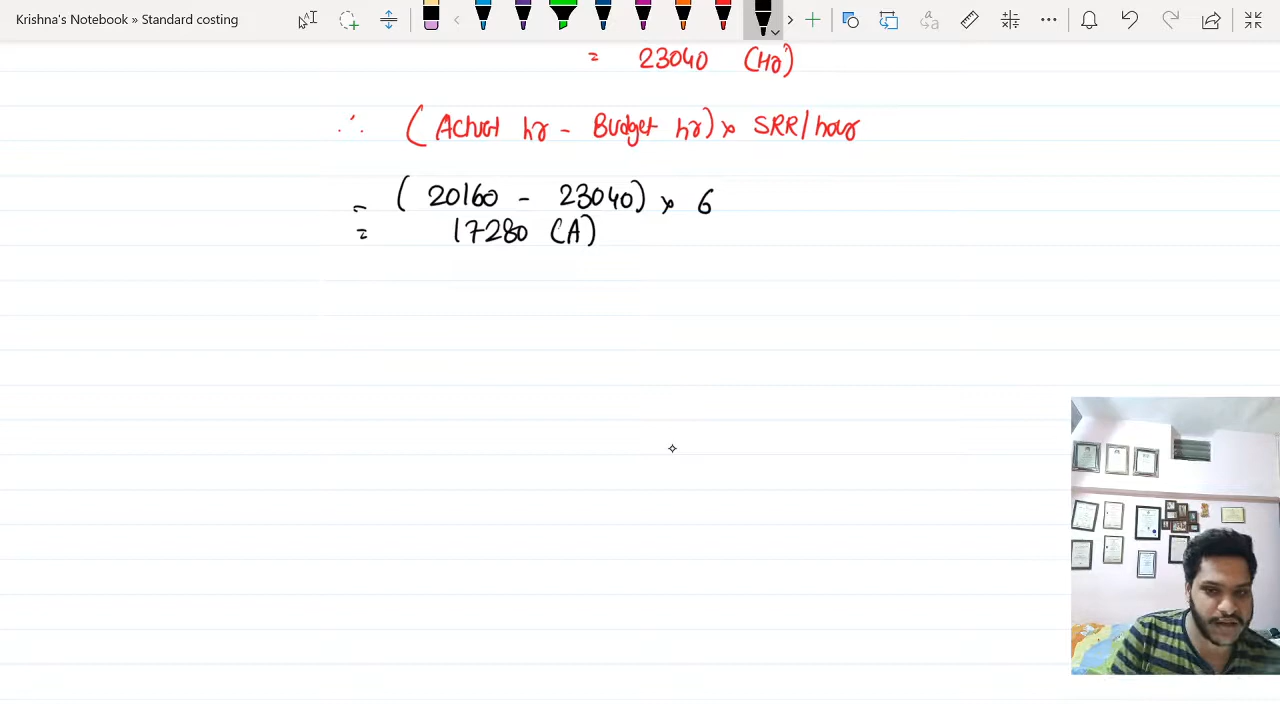 Krishna's Notebook » Standard costing
= 23040 (Hr)
∴ (Actual hr - Budget hr) × SRR/hour
= (20160 - 23040) × 6
= 17280 (A)